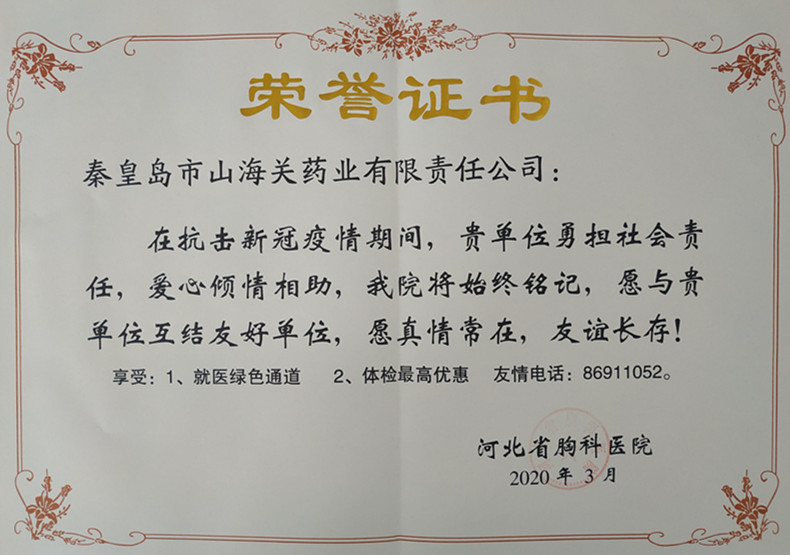 荣誉证书
秦皇岛市山海关药业有限责任公司：
在抗击新冠疫情期间，贵单位勇担社会责
任，爱心倾情相助，我院将始终铭记，愿与贵
单位互结友好单位，愿真情常在，友谊长存！
享受：1、就医绿色通道 2、体检最高优惠 友情电话：86911052。
河北省胸科医院
2020 年 3 月